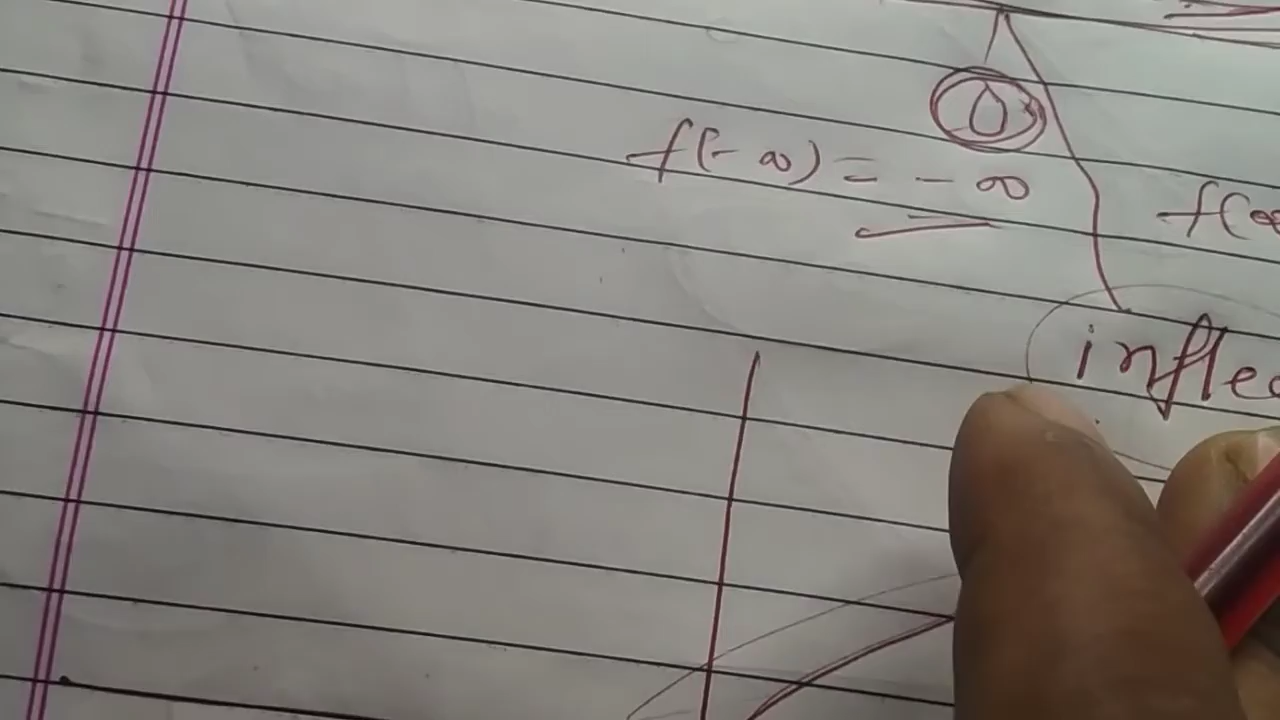 0
f(-∞) = -∞
f(∞
infle